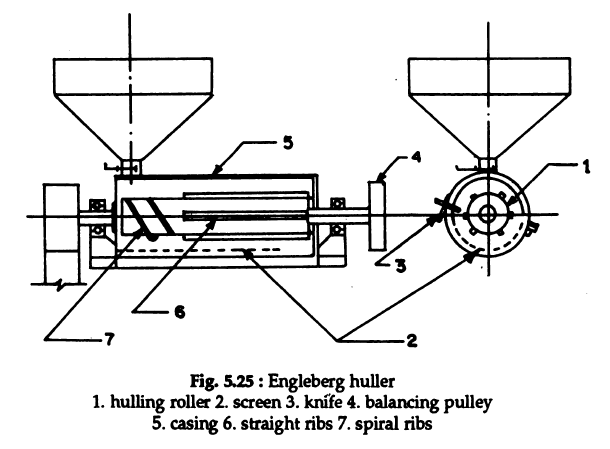 5
4
1
3
6
2
7
Fig. 5.25 : Engleberg huller
1. hulling roller 2. screen 3. knife 4. balancing pulley
5. casing 6. straight ribs 7. spiral ribs